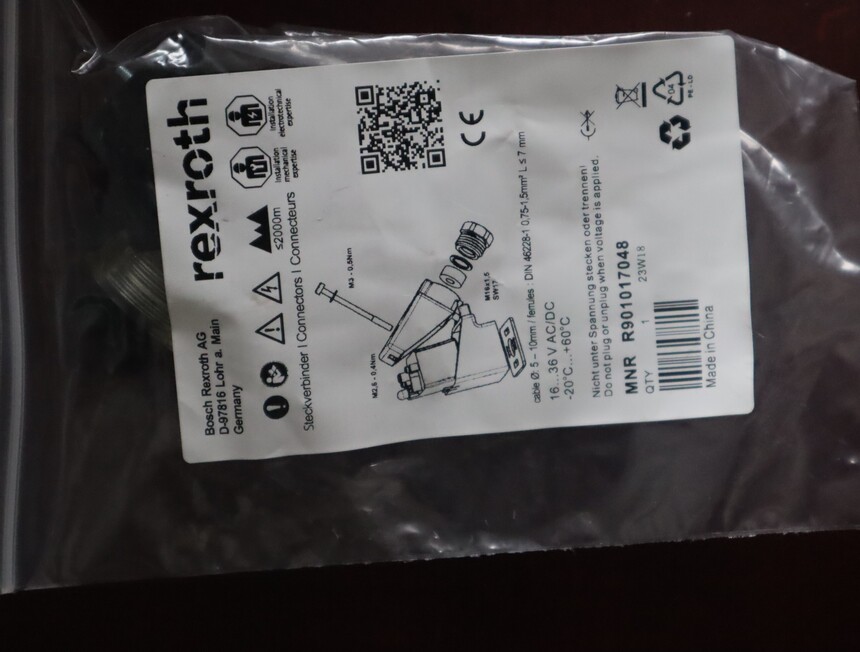 Bosch Rexroth AG
D-97816 Lohr a. Main
Germany
rexroth
Installation mechanical expertise
Installation electrotechnical expertise
≤2000m
Steckverbinder I Connectors I Connecteurs
M2,5 - 0,4Nm
M3 - 0,5Nm
M16x1,5
SW17
CE
cable Ø: 5 – 10mm / ferrules : DIN 46228-1 0.75-1,5mm² L ≤ 7 mm
16...36 V AC/DC
-20°C...+60°C
Nicht unter Spannung stecken oder trennen!
Do not plug or unplug when voltage is applied.
MNR R901017048
QTY 1 23W18
Made in China
04
PE - LD